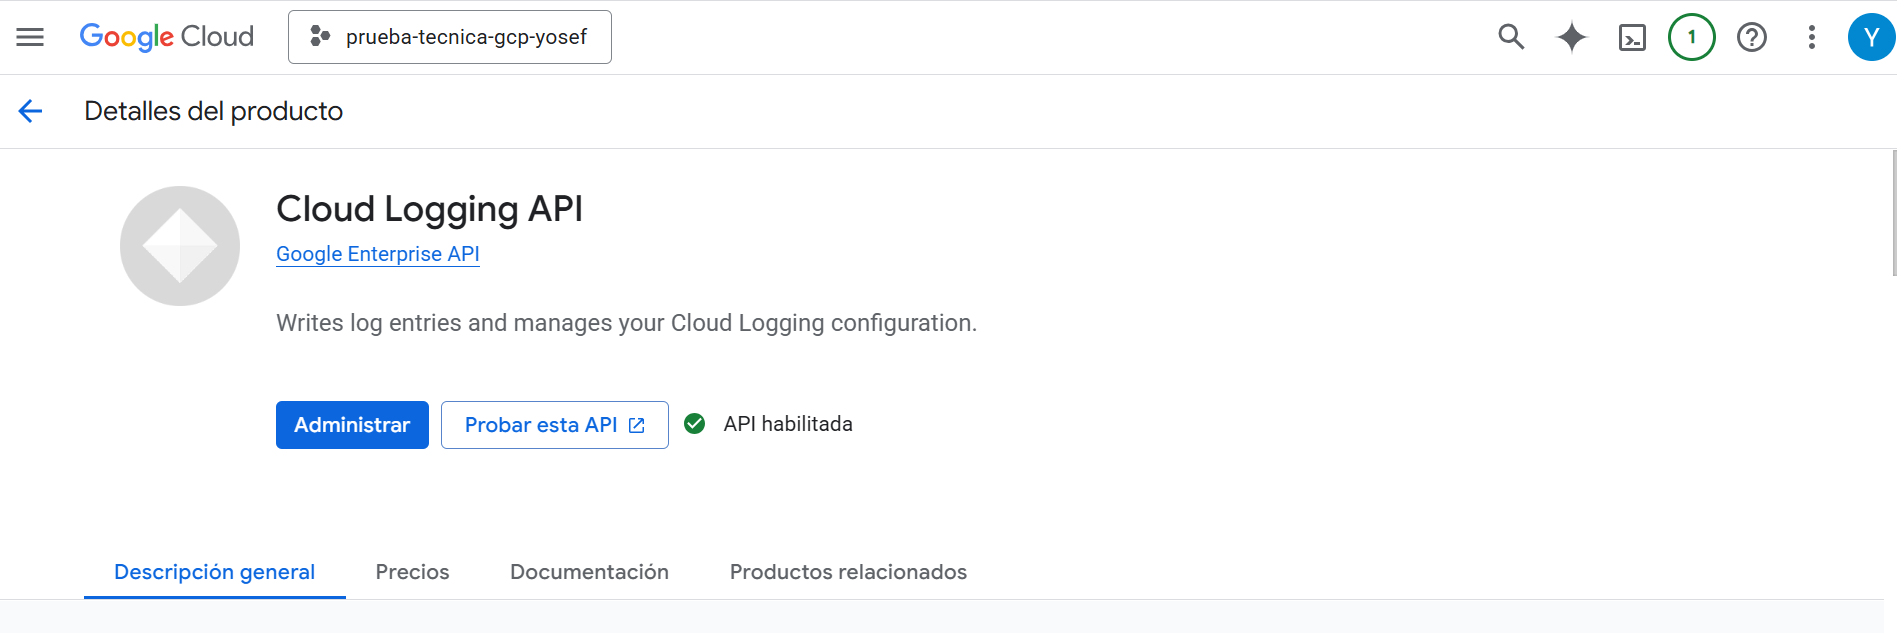 Google Cloud
prueba-tecnica-gcp-yosef
1
Y
Detalles del producto
Cloud Logging API
Google Enterprise API
Writes log entries and manages your Cloud Logging configuration.
Administrar
Probar esta API
API habilitada
Descripción general
Precios
Documentación
Productos relacionados